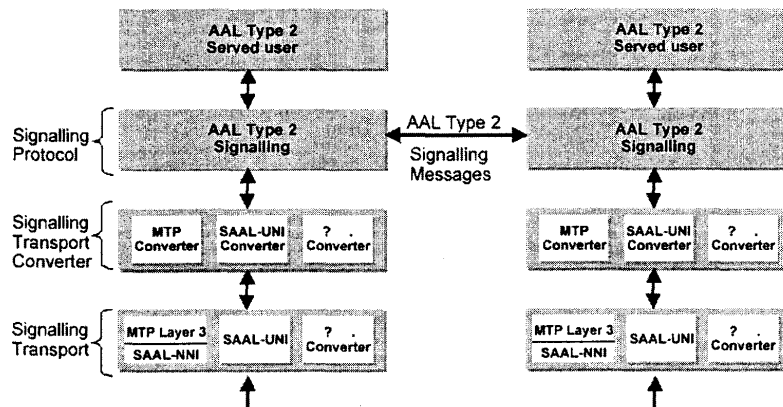 AAL Type 2
Served user
AAL Type 2
Served user
Signalling
Protocol
AAL Type 2
Signalling
AAL Type 2
Signalling
Messages
AAL Type 2
Signalling
Signalling
Transport
Converter
MTP
Converter
SAAL-UNI
Converter
? .
Converter
MTP
Converter
SAAL-UNI
Converter
? .
Converter
Signalling
Transport
MTP Layer 3
SAAL-NNI
SAAL-UNI
? .
Converter
MTP Layer 3
SAAL-NNI
SAAL-UNI
? .
Converter